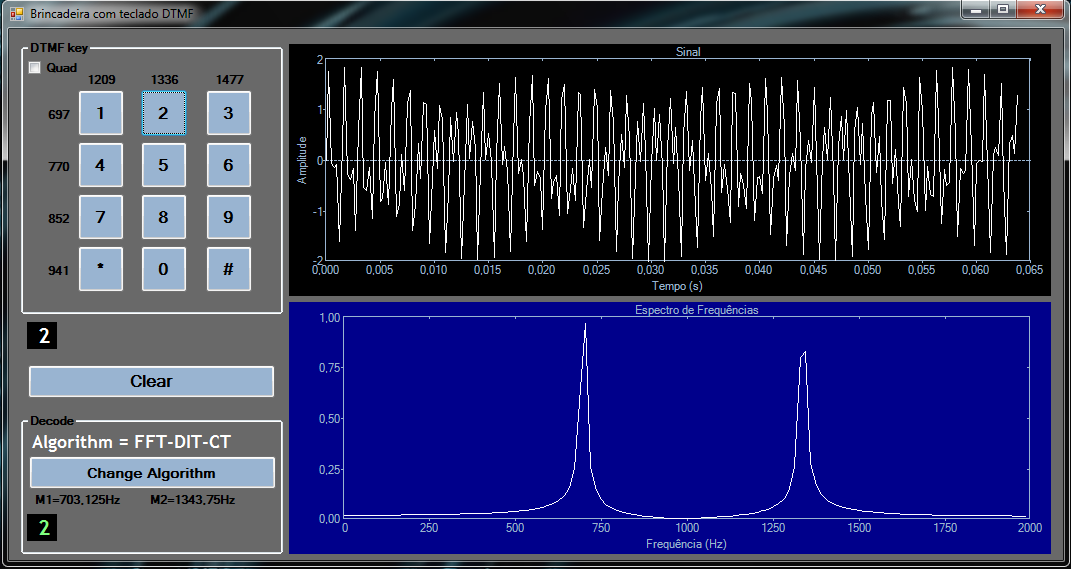 Brincadeira com teclado DTMF
DTMF key
Quad
1209 1336 1477
697 1 2 3
770 4 5 6
852 7 8 9
941 * 0 #
2
Clear
Decode
Algorithm = FFT-DIT-CT
Change Algorithm
M1=703,125Hz M2=1343,75Hz
2
Sinal
2
1
0
-1
-2
Amplitude
0,000 0,005 0,010 0,015 0,020 0,025 0,030 0,035 0,040 0,045 0,050 0,055 0,060 0,065
Tempo (s)
Espectro de Frequências
1,00
0,75
0,50
0,25
0,00
0 250 500 750 1000 1250 1500 1750 2000
Frequência (Hz)